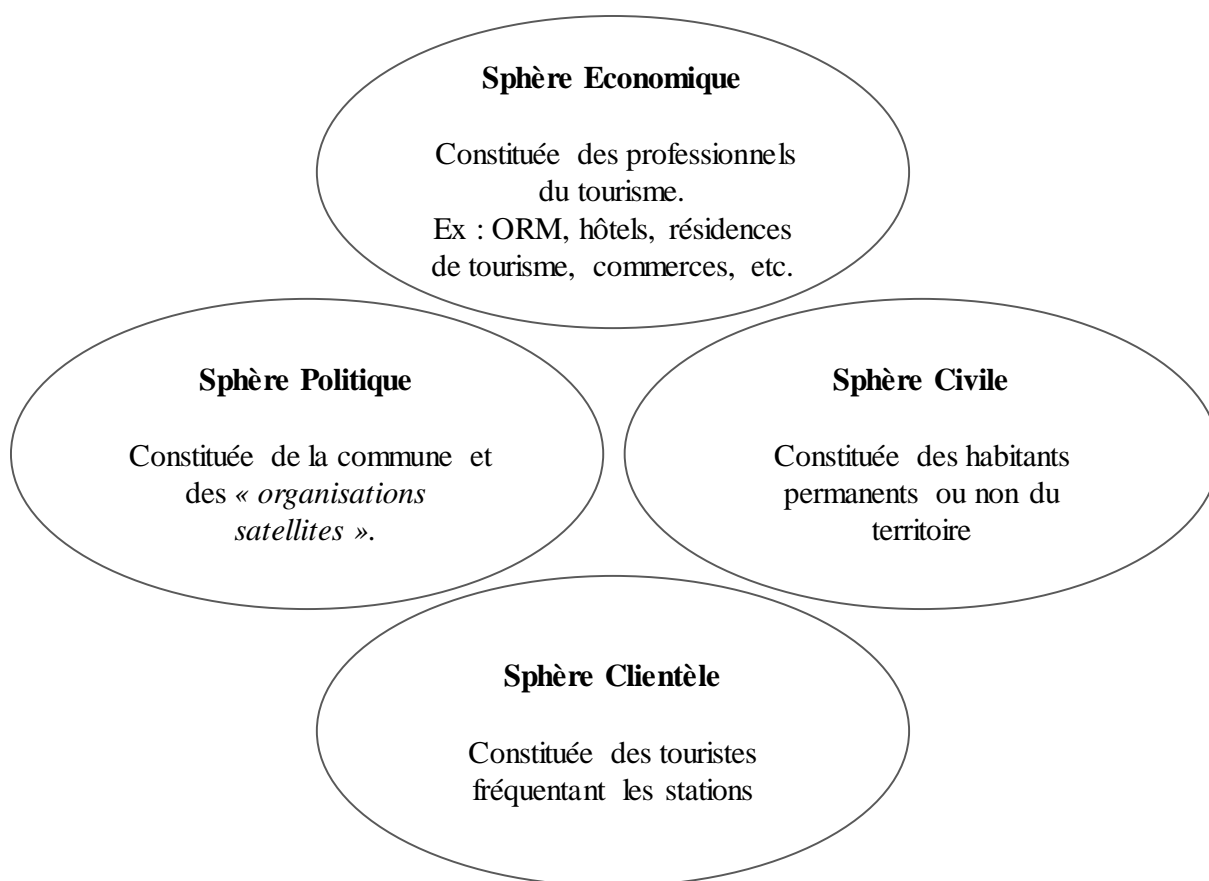 Sphère Economique
Constituée des professionnels
du tourisme.
Ex : ORM, hôtels, résidences
de tourisme, commerces, etc.
Sphère Politique
Constituée de la commune et
des « organisations
satellites ».
Sphère Civile
Constituée des habitants
permanents ou non du
territoire
Sphère Clientèle
Constituée des touristes
fréquentant les stations